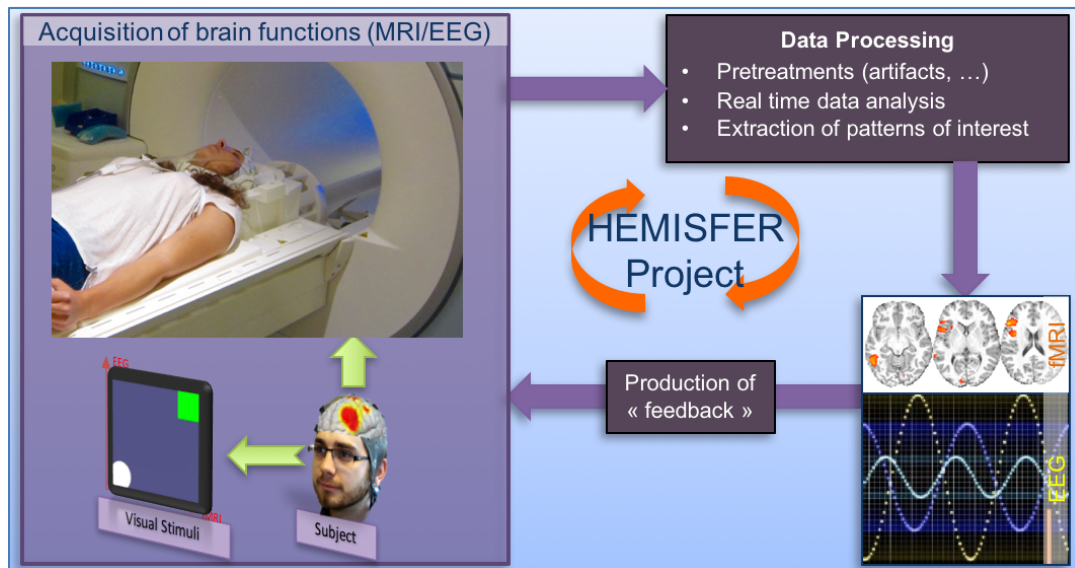 Acquisition of brain functions (MRI/EEG)
EEG
fMRI
Visual Stimuli
Subject
Data Processing
• Pretreatments (artifacts, …)
• Real time data analysis
• Extraction of patterns of interest
HEMISFER
Project
fMRI
EEG
Production of
« feedback »